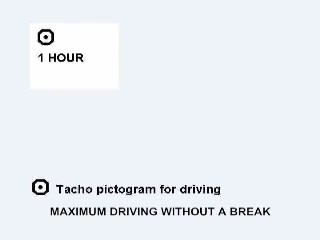 1 HOUR
Tacho pictogram for driving
MAXIMUM DRIVING WITHOUT A BREAK